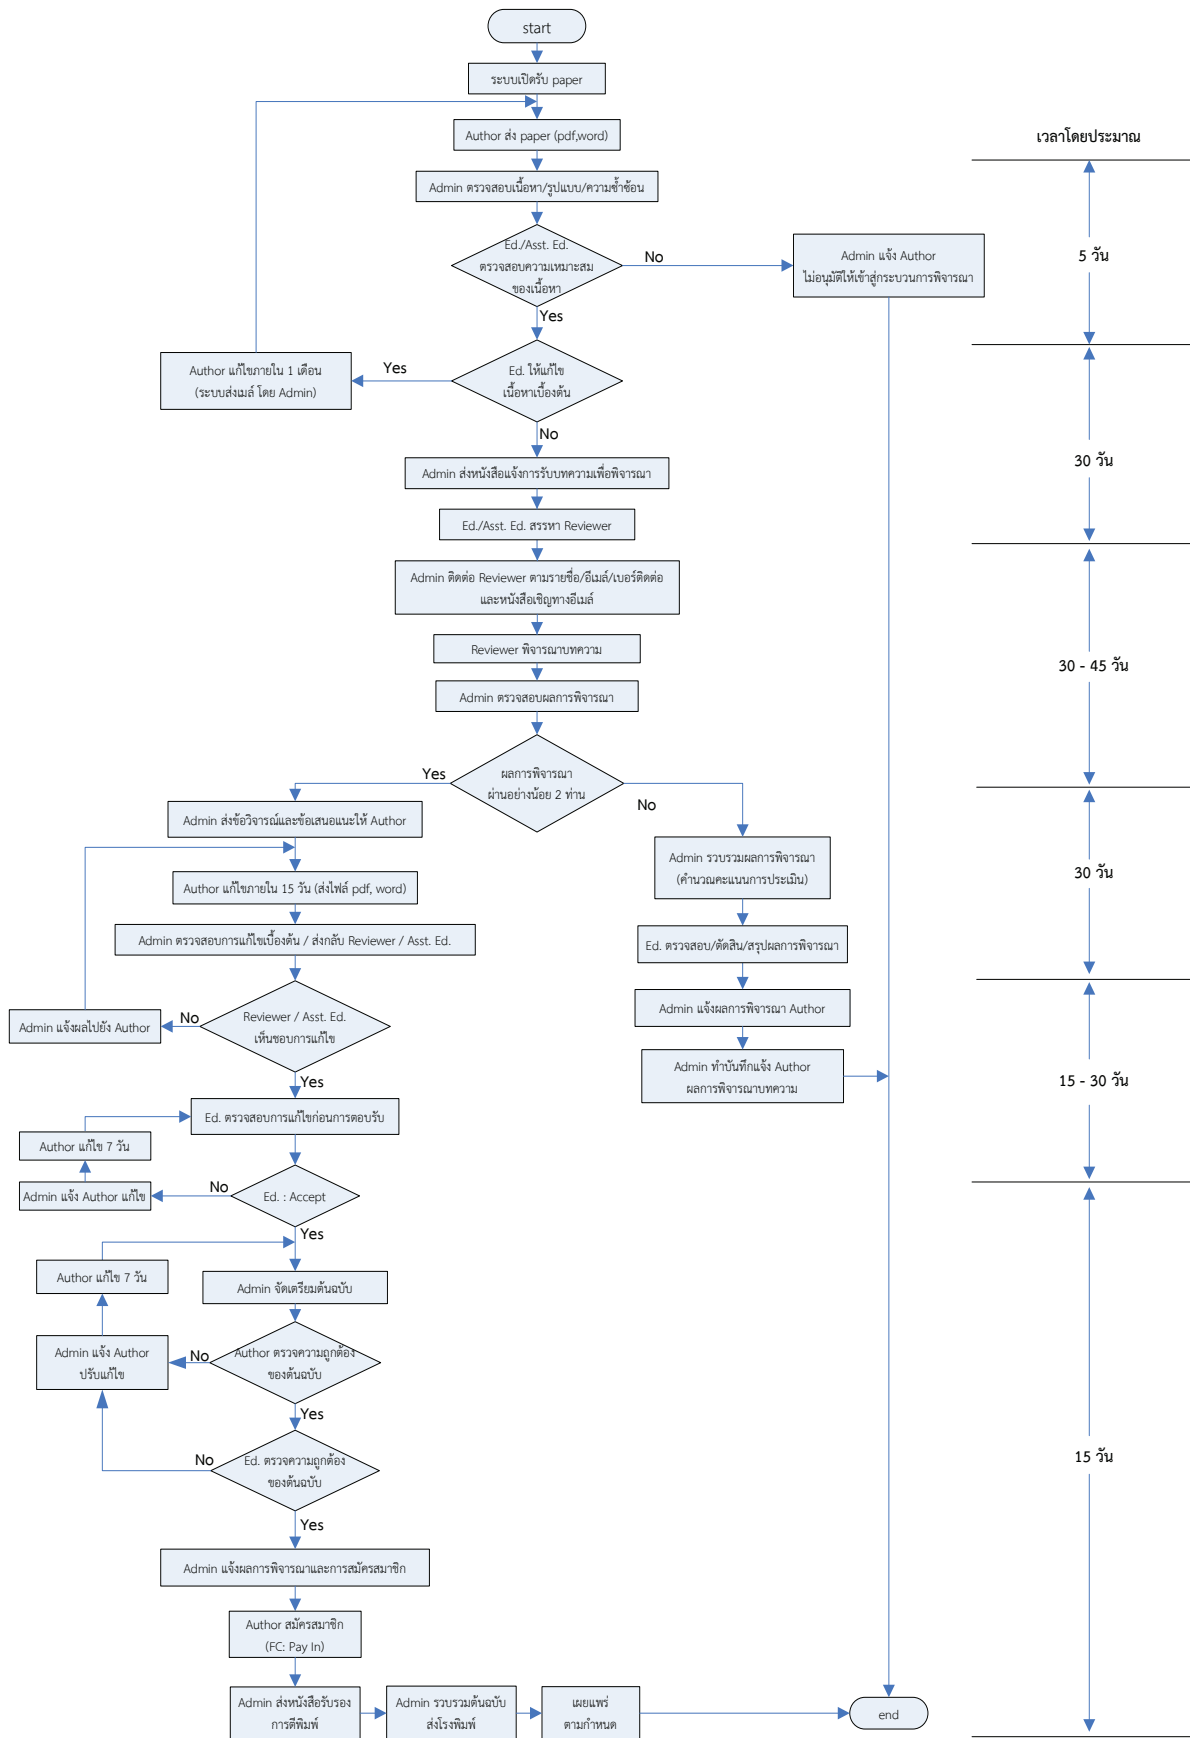 start
ระบบเปิดรับ paper
Author ส่ง paper (pdf,word)
เวลาโดยประมาณ
Admin ตรวจสอบเนื้อหา/รูปแบบ/ความซ้ำซ้อน
Ed./Asst. Ed.
ตรวจสอบความเหมาะสม
ของเนื้อหา
No
Admin แจ้ง Author
ไม่อนุมัติให้เข้าสู่กระบวนการพิจารณา
5 วัน
Yes
Author แก้ไขภายใน 1 เดือน
(ระบบส่งเมล์ โดย Admin)
Yes
Ed. ให้แก้ไข
เนื้อหาเบื้องต้น
No
30 วัน
Admin ส่งหนังสือแจ้งการรับบทความเพื่อพิจารณา
Ed./Asst. Ed. สรรหา Reviewer
Admin ติดต่อ Reviewer ตามรายชื่อ/อีเมล์/เบอร์ติดต่อ
และหนังสือเชิญทางอีเมล์
Reviewer พิจารณาบทความ
30 - 45 วัน
Admin ตรวจสอบผลการพิจารณา
Yes
ผลการพิจารณา
ผ่านอย่างน้อย 2 ท่าน
No
Admin ส่งข้อวิจารณ์และข้อเสนอแนะให้ Author
Admin รวบรวมผลการพิจารณา
(คำนวณคะแนนการประเมิน)
30 วัน
Author แก้ไขภายใน 15 วัน (ส่งไฟล์ pdf, word)
Admin ตรวจสอบการแก้ไขเบื้องต้น / ส่งกลับ Reviewer / Asst. Ed.
Ed. ตรวจสอบ/ตัดสิน/สรุปผลการพิจารณา
Admin แจ้งผลไปยัง Author
No
Reviewer / Asst. Ed.
เห็นชอบการแก้ไข
Admin แจ้งผลการพิจารณา Author
Yes
Admin ทำบันทึกแจ้ง Author
ผลการพิจารณาบทความ
15 - 30 วัน
Ed. ตรวจสอบการแก้ไขก่อนการตอบรับ
Author แก้ไข 7 วัน
Admin แจ้ง Author แก้ไข
No
Ed. : Accept
Yes
Author แก้ไข 7 วัน
Admin จัดเตรียมต้นฉบับ
Admin แจ้ง Author
ปรับแก้ไข
No
Author ตรวจความถูกต้อง
ของต้นฉบับ
Yes
No
Ed. ตรวจความถูกต้อง
ของต้นฉบับ
15 วัน
Yes
Admin แจ้งผลการพิจารณาและการสมัครสมาชิก
Author สมัครสมาชิก
(FC: Pay In)
Admin ส่งหนังสือรับรอง
การตีพิมพ์
Admin รวบรวมต้นฉบับ
ส่งโรงพิมพ์
เผยแพร่
ตามกำหนด
end